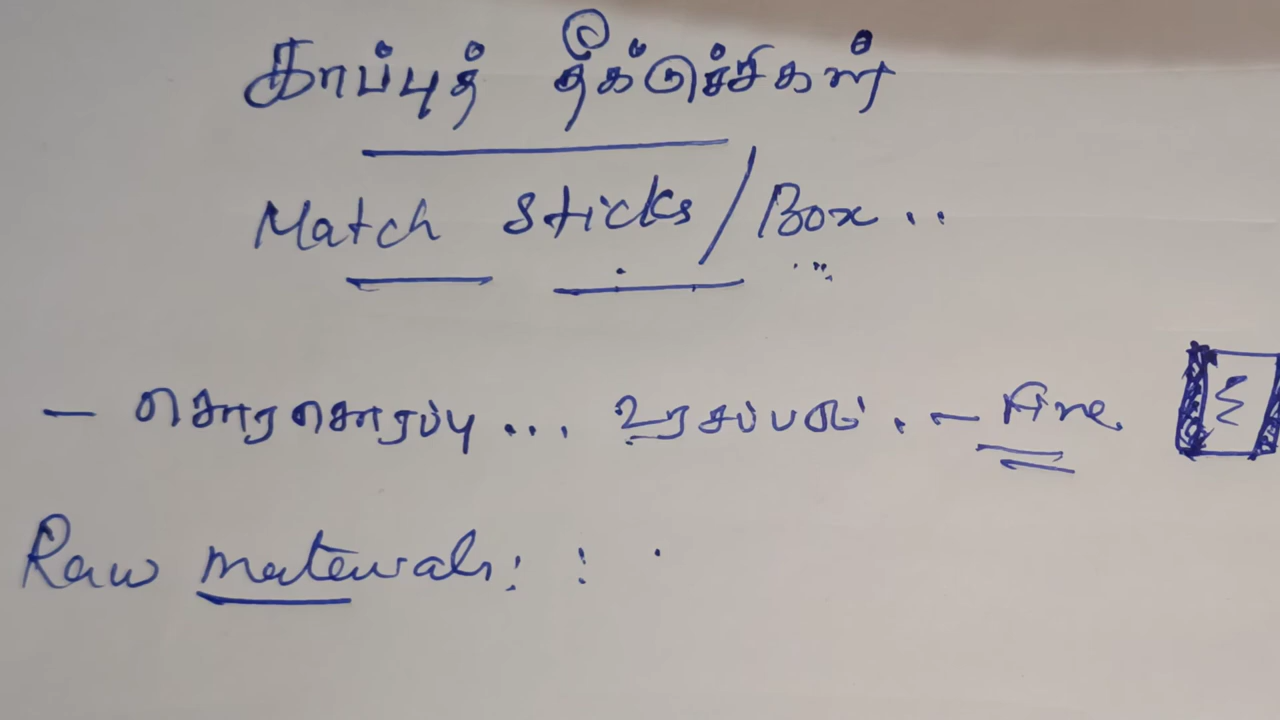 காப்புத் தீக்குச்சிகள்
Match Sticks/Box..
- சொரசொரப்பு ... - Fire.
Raw materials: :